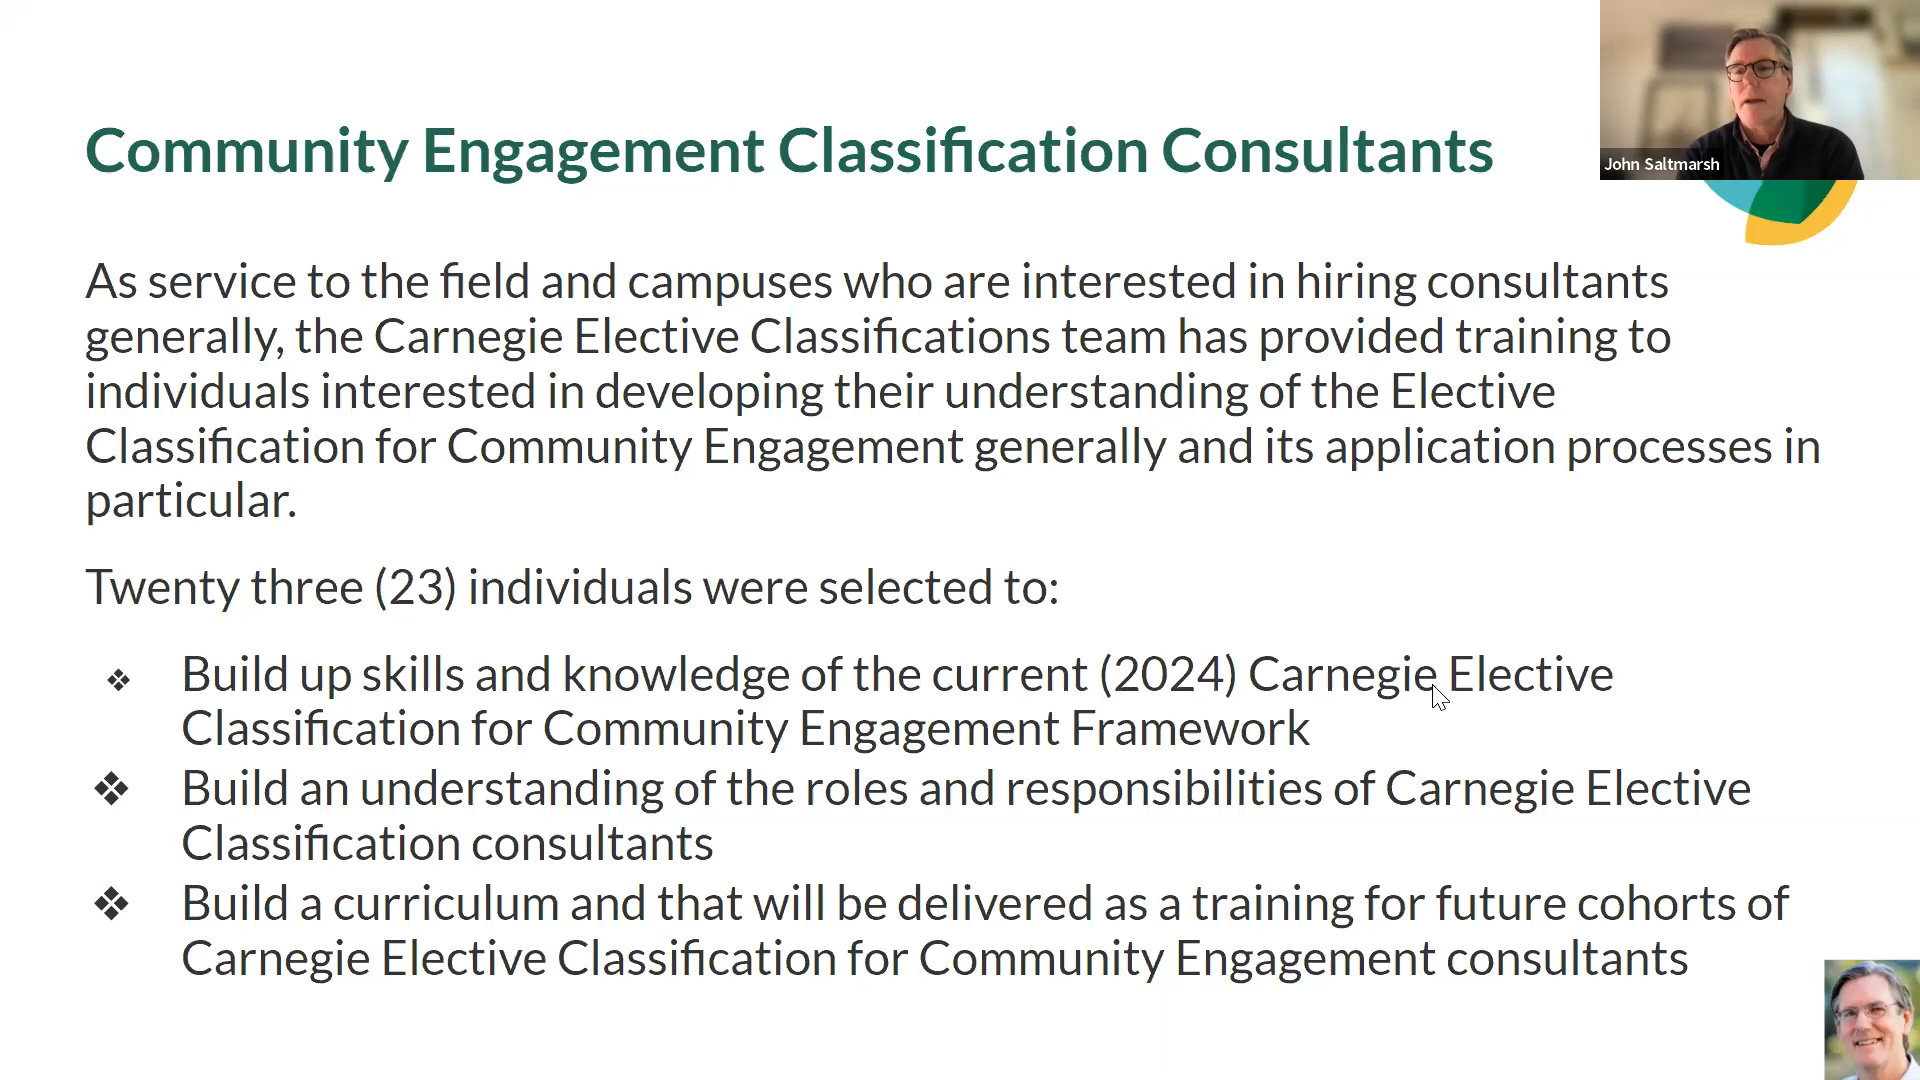 Community Engagement Classification Consultants
John Saltmarsh
As service to the field and campuses who are interested in hiring consultants
generally, the Carnegie Elective Classifications team has provided training to
individuals interested in developing their understanding of the Elective
Classification for Community Engagement generally and its application processes in
particular.
Twenty three (23) individuals were selected to:
❖ Build up skills and knowledge of the current (2024) Carnegie Elective
Classification for Community Engagement Framework
❖ Build an understanding of the roles and responsibilities of Carnegie Elective
Classification consultants
❖ Build a curriculum and that will be delivered as a training for future cohorts of
Carnegie Elective Classification for Community Engagement consultants